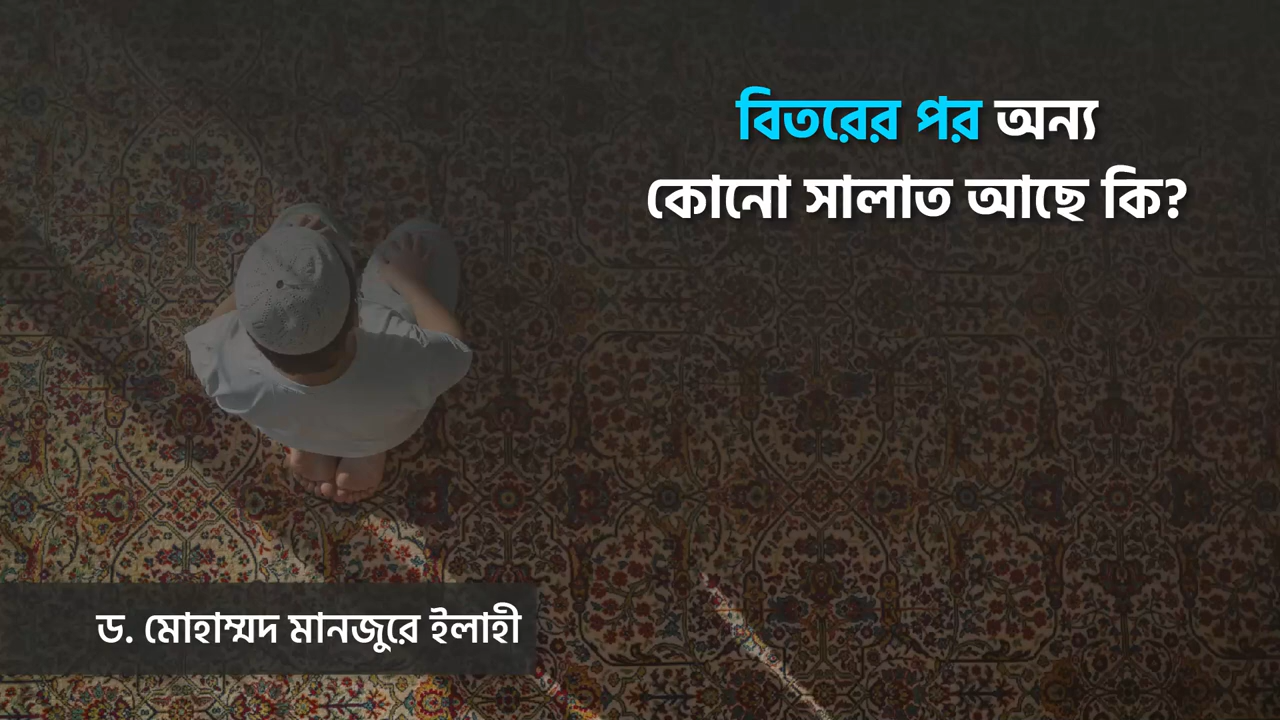 বিতরের পর অন্য
কোনো সালাত আছে কি?
ড. মোহাম্মদ মানজুরে ইলাহী